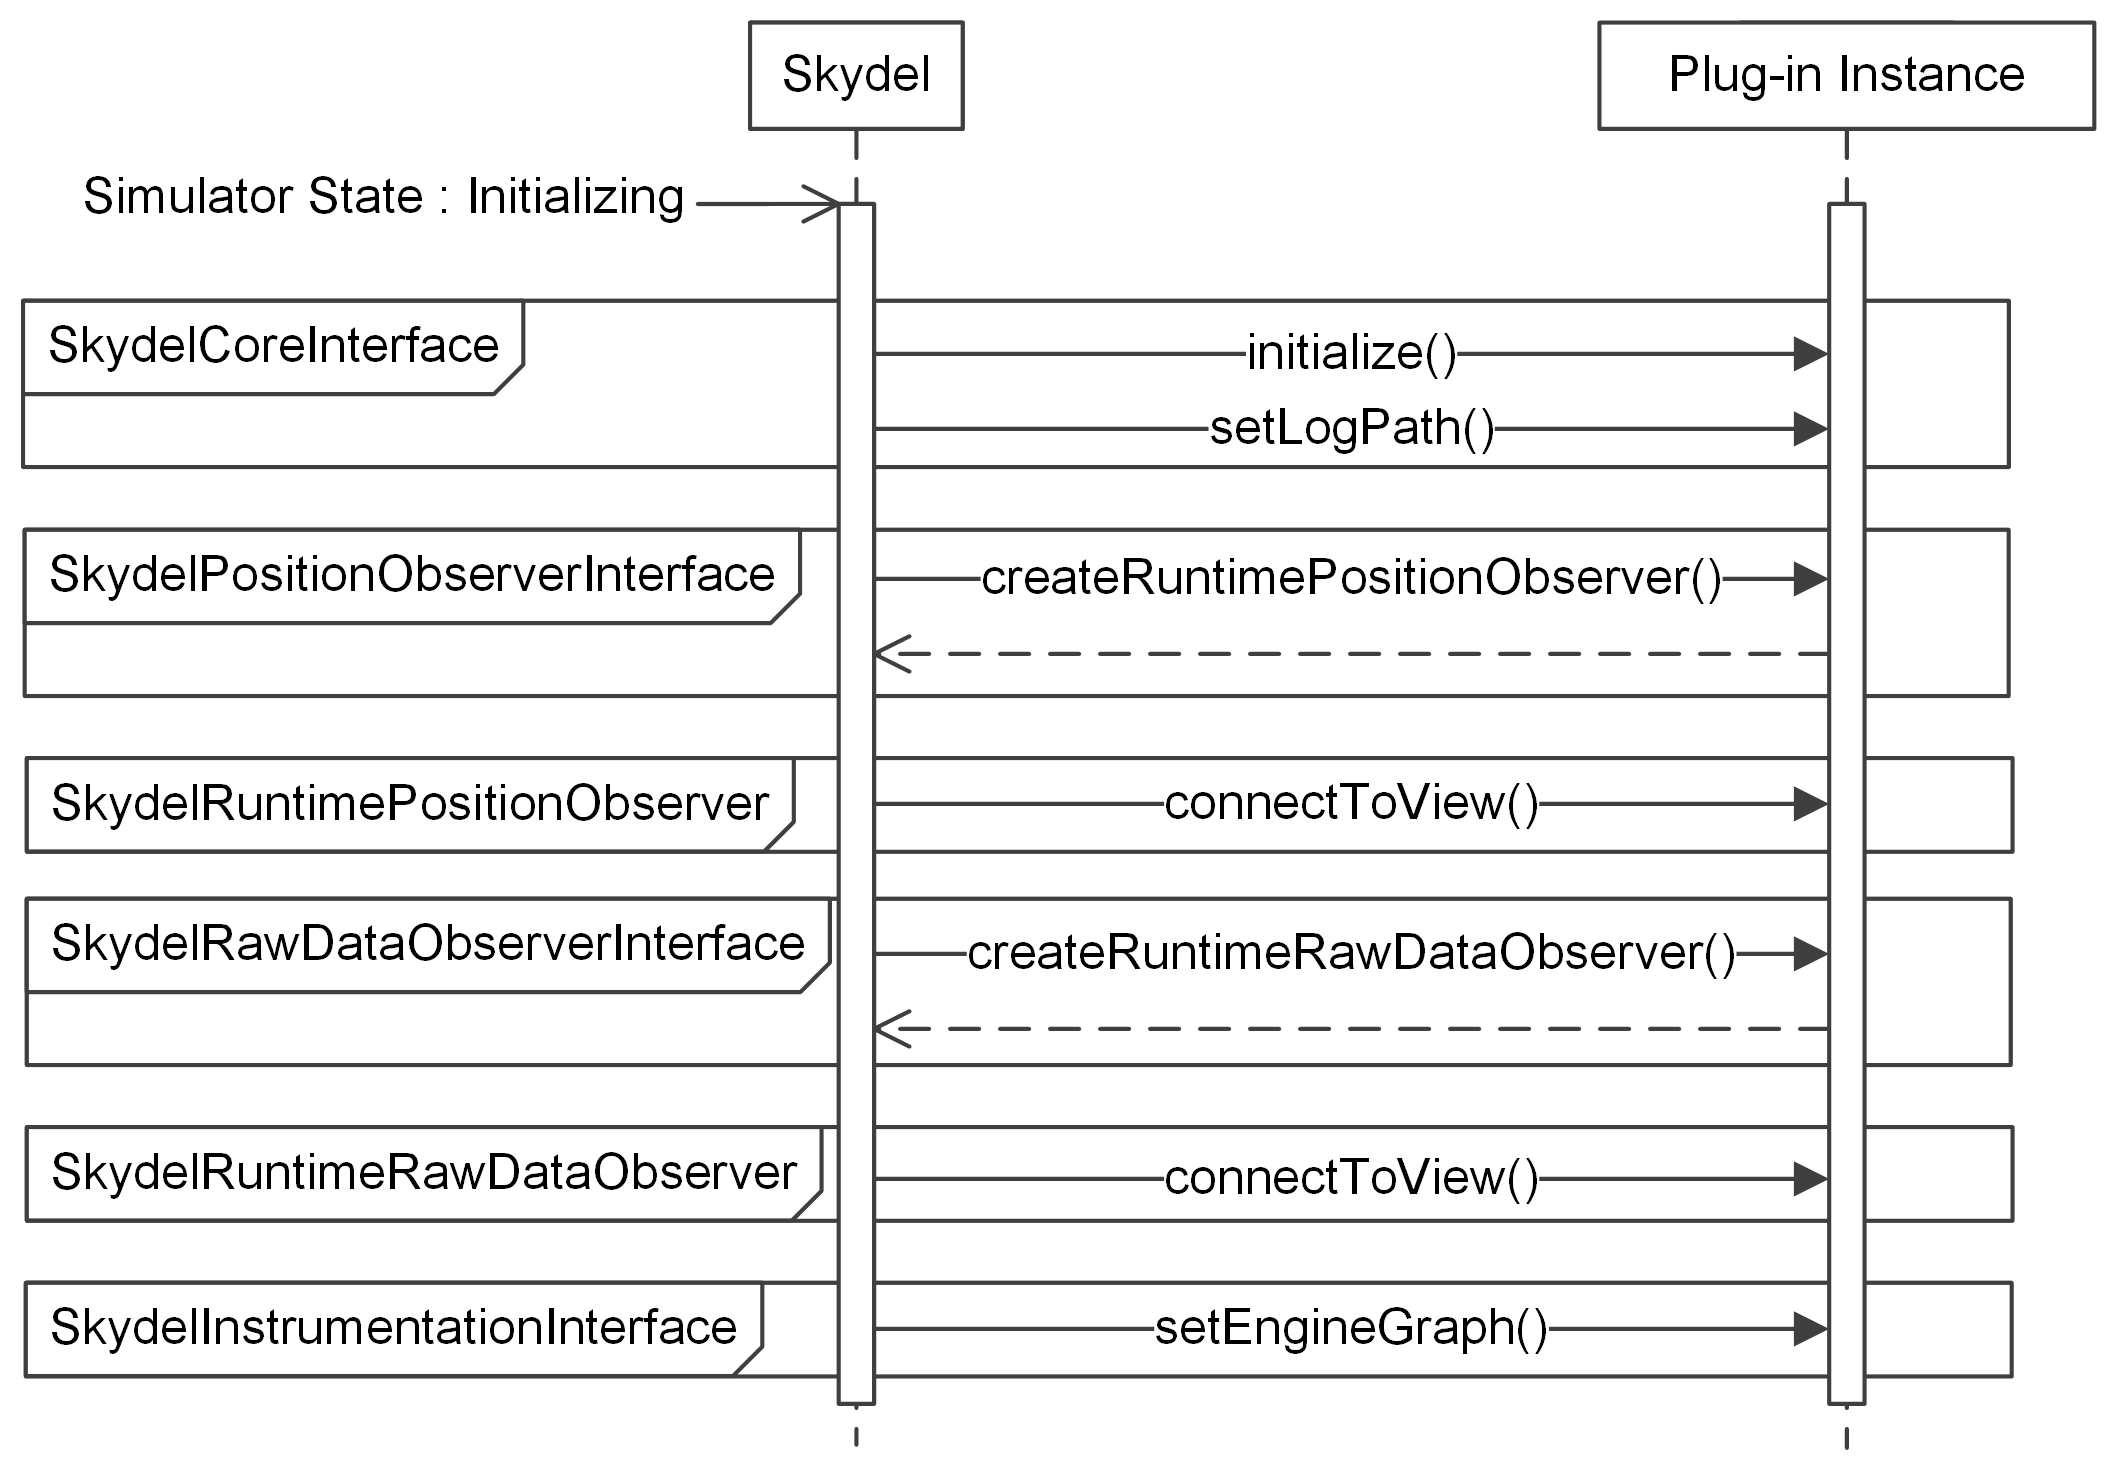 Skydel
Plug-in Instance
Simulator State : Initializing
SkydelCoreInterface
initialize()
setLogPath()
SkydelPositionObserverInterface
createRuntimePositionObserver()
SkydelRuntimePositionObserver
connectToView()
SkydelRawDataObserverInterface
createRuntimeRawDataObserver()
SkydelRuntimeRawDataObserver
connectToView()
SkydelInstrumentationInterface
setEngineGraph()